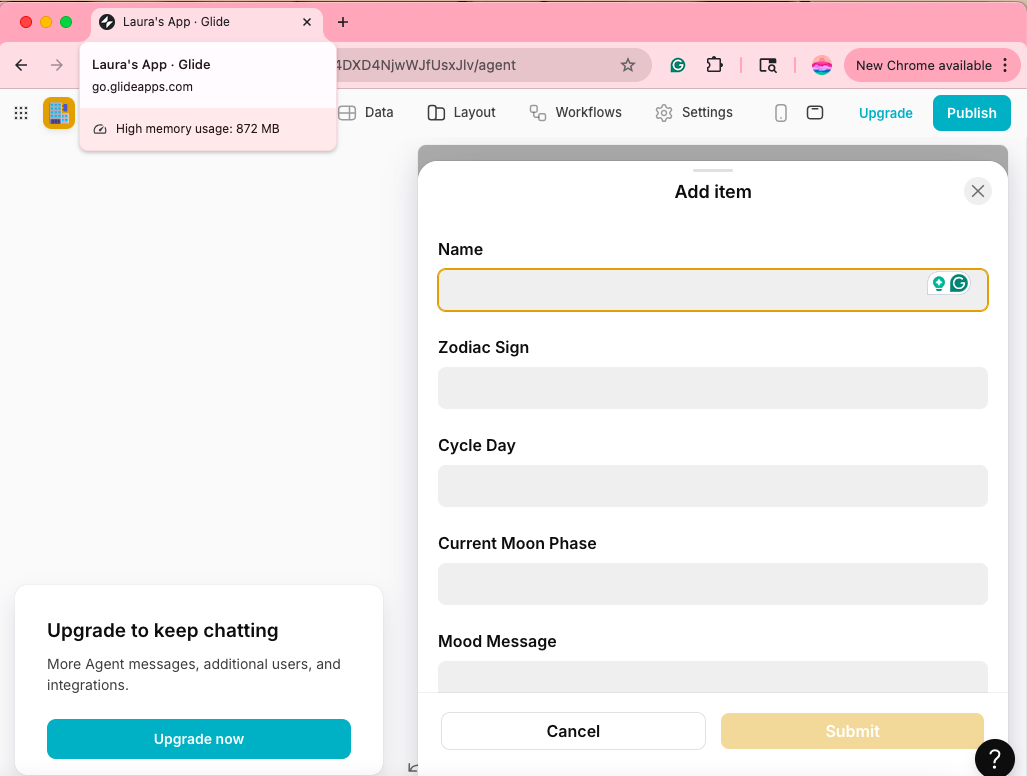 Laura's App · Glide
Laura's App · Glide
go.glideapps.com
High memory usage: 872 MB
4DXD4NjwWJfUsxJlv/agent
New Chrome available
Data
Layout
Workflows
Settings
Upgrade
Publish
Add item
Name
Zodiac Sign
Cycle Day
Current Moon Phase
Mood Message
Cancel
Submit
Upgrade to keep chatting
More Agent messages, additional users, and
integrations.
Upgrade now
?